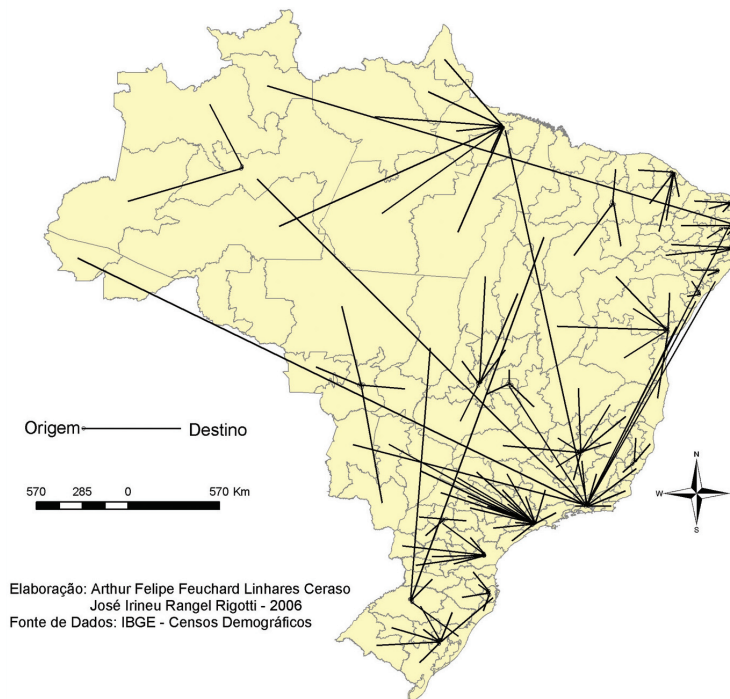 Origem Destino
570 285 0 570 Km
N
W E
S
Elaboração: Arthur Felipe Feuchard Linhares Ceraso
José Irineu Rangel Rigotti - 2006
Fonte de Dados: IBGE - Censos Demográficos